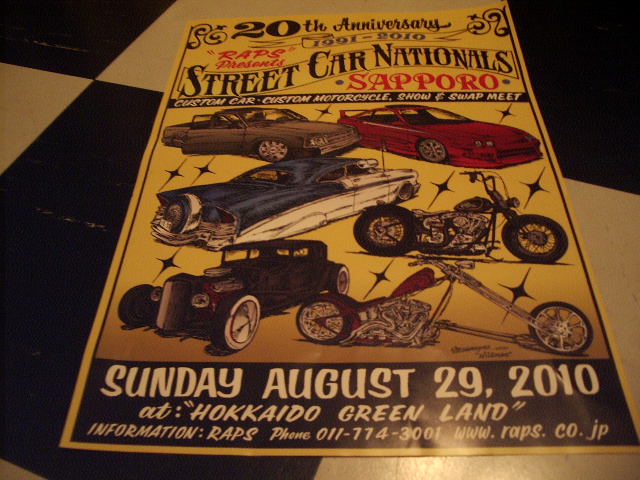 20th Anniversary
1991-2010
"RAPS" Presents
STREET CAR NATIONALS
·SAPPORO·
CUSTOM CAR·CUSTOM MOTORCYCLE, SHOW & SWAP MEET
SUNDAY AUGUST 29, 2010
at: "HOKKAIDO GREEN LAND"
INFORMATION: RAPS Phone 011-774-3001 www.raps.co.jp